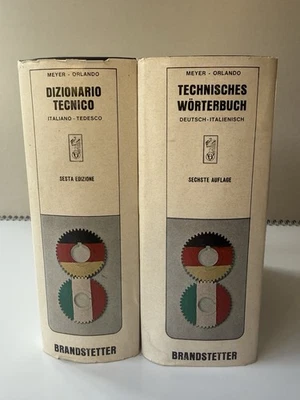 MEYER - ORLANDO
DIZIONARIO
TECNICO
ITALIANO - TEDESCO
SESTA EDIZIONE
BRANDSTETTER
MEYER - ORLANDO
TECHNISCHES
WÖRTERBUCH
DEUTSCH - ITALIENISCH
SECHSTE AUFLAGE
BRANDSTETTER